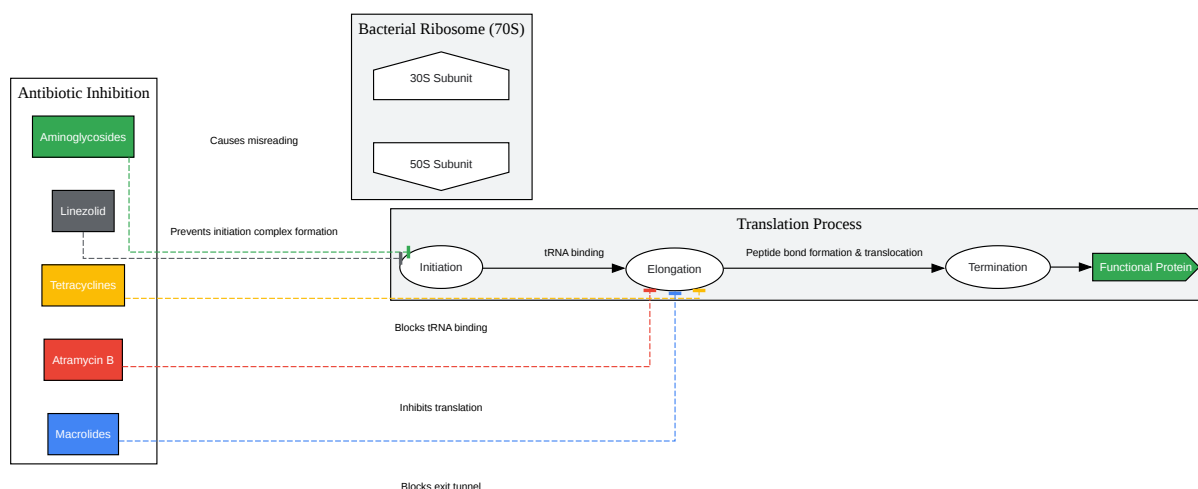 Bacterial Ribosome (70S)
30S Subunit
50S Subunit
Antibiotic Inhibition
Aminoglycosides
Linezolid
Tetracyclines
Atramycin B
Macrolides
Causes misreading
Prevents initiation complex formation
Blocks tRNA binding
Inhibits translation
Blocks exit tunnel
Translation Process
Initiation
tRNA binding
Elongation
Peptide bond formation & translocation
Termination
Functional Protein